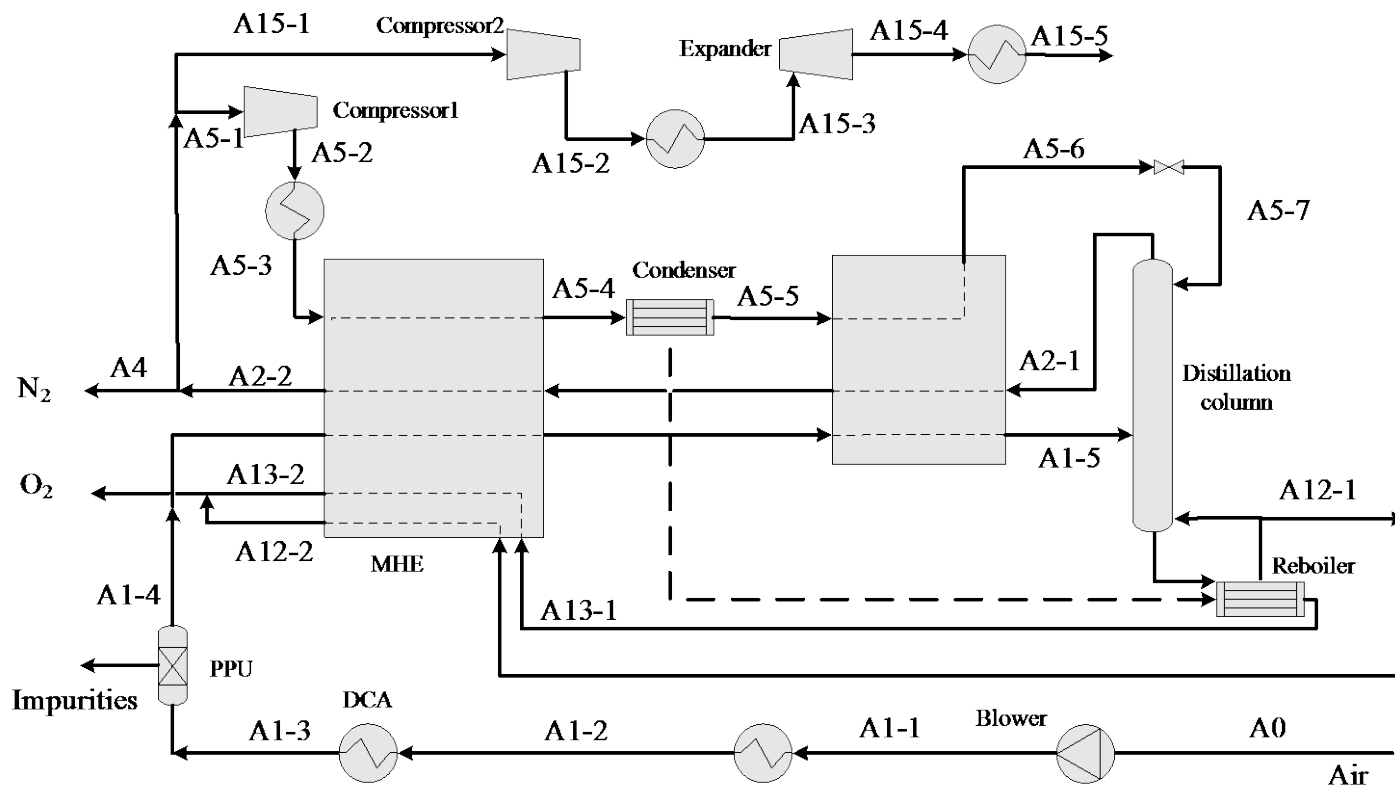 A15-1
Compressor2
Expander
A15-4
A15-5
A5-1
Compressor1
A5-2
A15-2
A15-3
A5-6
A5-7
A5-3
A5-4
Condenser
A5-5
A4
A2-2
A2-1
N2
Distillation
column
A1-5
A13-2
O2
A12-1
A12-2
MHE
Reboiler
A1-4
A13-1
PPU
Impurities
DCA
A1-3
A1-2
A1-1
Blower
A0
Air